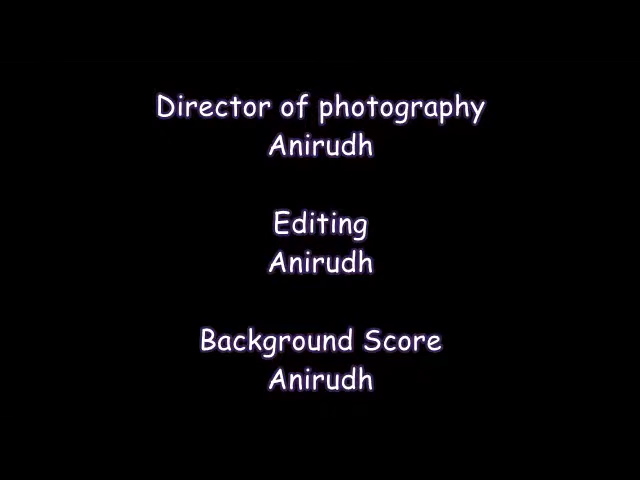 Director of photography
Anirudh
Editing
Anirudh
Background Score
Anirudh